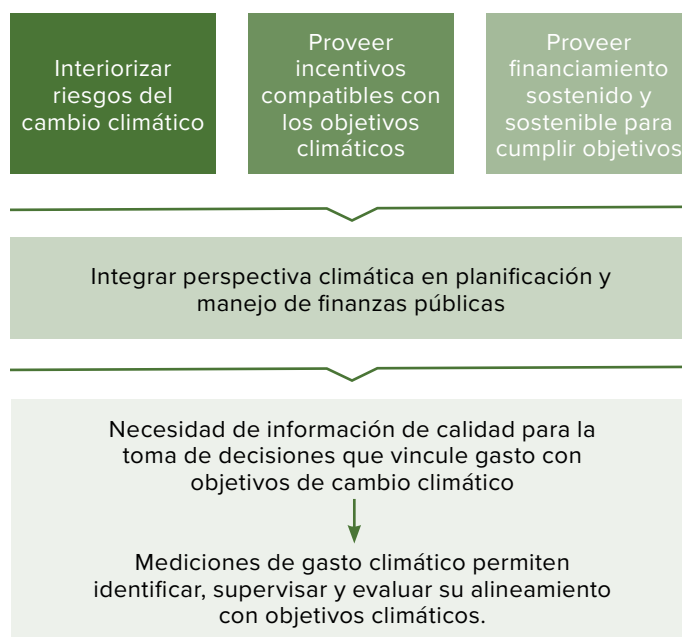 Interiorizar
riesgos del
cambio climático
Proveer
incentivos
compatibles con
los objetivos
climáticos
Proveer
financiamiento
sostenido y
sostenible para
cumplir objetivos
Integrar perspectiva climática en planificación y
manejo de finanzas públicas
Necesidad de información de calidad para la
toma de decisiones que vincule gasto con
objetivos de cambio climático
Mediciones de gasto climático permiten
identificar, supervisar y evaluar su alineamiento
con objetivos climáticos.